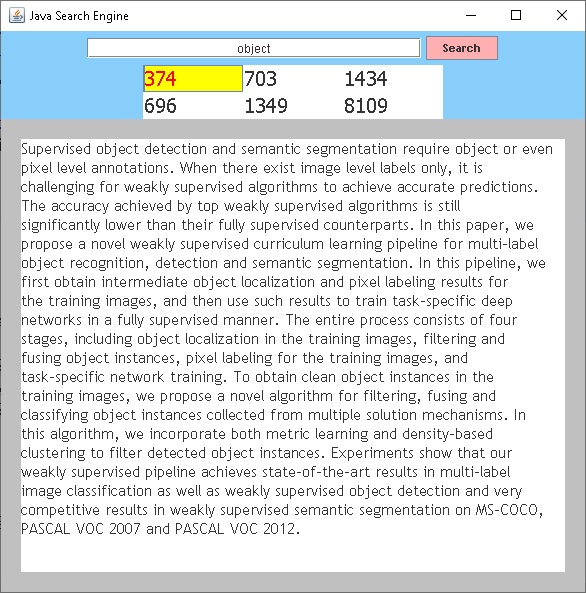 Java Search Engine
object Search
374 703 1434
696 1349 8109
Supervised object detection and semantic segmentation require object or even
pixel level annotations. When there exist image level labels only, it is
challenging for weakly supervised algorithms to achieve accurate predictions.
The accuracy achieved by top weakly supervised algorithms is still
significantly lower than their fully supervised counterparts. In this paper, we
propose a novel weakly supervised curriculum learning pipeline for multi-label
object recognition, detection and semantic segmentation. In this pipeline, we
first obtain intermediate object localization and pixel labeling results for
the training images, and then use such results to train task-specific deep
networks in a fully supervised manner. The entire process consists of four
stages, including object localization in the training images, filtering and
fusing object instances, pixel labeling for the training images, and
task-specific network training. To obtain clean object instances in the
training images, we propose a novel algorithm for filtering, fusing and
classifying object instances collected from multiple solution mechanisms. In
this algorithm, we incorporate both metric learning and density-based
clustering to filter detected object instances. Experiments show that our
weakly supervised pipeline achieves state-of-the-art results in multi-label
image classification as well as weakly supervised object detection and very
competitive results in weakly supervised semantic segmentation on MS-COCO,
PASCAL VOC 2007 and PASCAL VOC 2012.